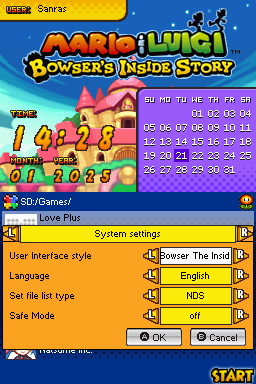 USER: Sanras
MARIO & LUIGI™
BOWSER'S INSIDE STORY
TIME:
14:28
MONTH: YEAR:
01 2025
SU MO TU WE TH FR SA
01 02 03 04
05 06 07 08 09 10 11
12 13 14 15 16 17 18
19 20 21 22 23 24 25
26 27 28 29 30 31
SD:/Games/
Love Plus
L System settings R
User Interface style L Bowser The Insid R
Language L English R
Set file list type L NDS R
Safe Mode L off R
A OK B Cancel
Natsume Inc.
START